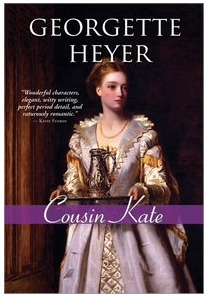 GEORGETTE
HEYER
"Wonderful characters,
elegant, witty writing,
perfect period detail, and
rapturously romantic."
— Katie Fforde
Cousin Kate